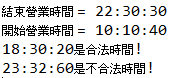 結束營業時間 = 22:30:30
開始營業時間 = 10:10:40
18:30:20是合法時間!
23:32:60是不合法時間!